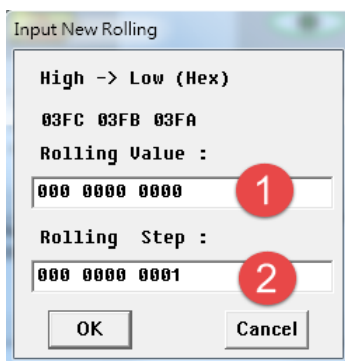 Input New Rolling
High -> Low (Hex)
03FC 03FB 03FA
Rolling Value :
000 0000 0000
1
Rolling Step :
000 0000 0001
2
OK Cancel